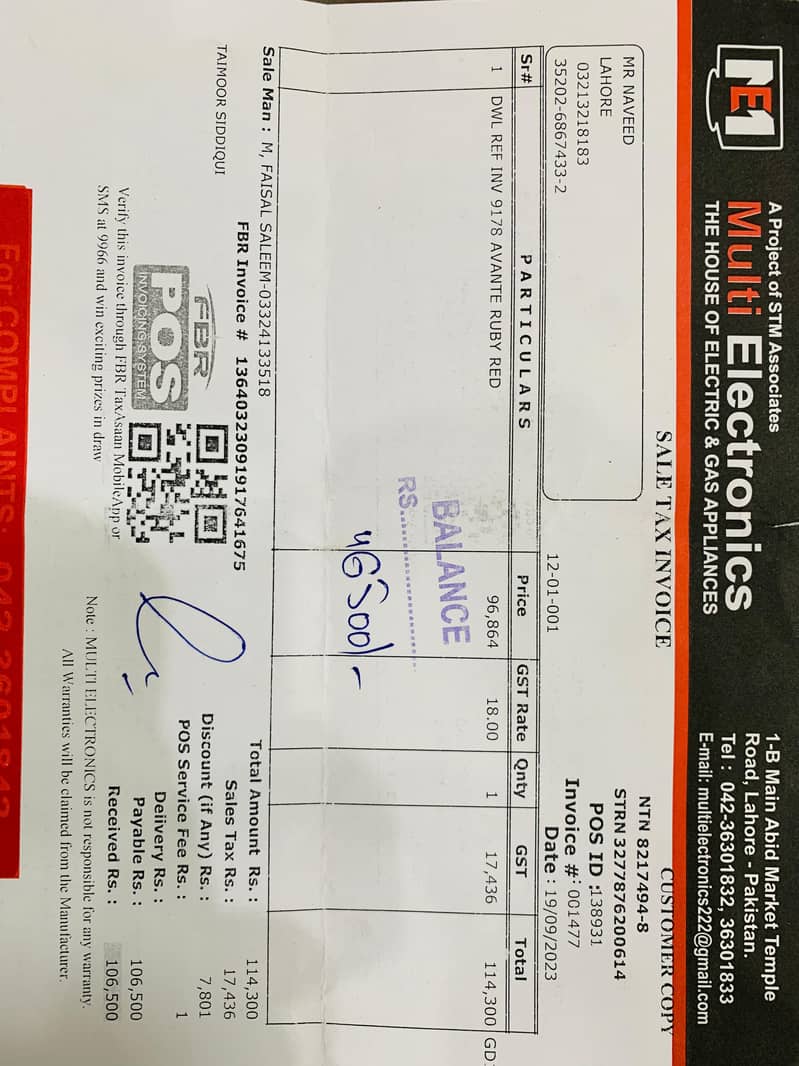 NE1
A Project of STM Associates
Multi Electronics
THE HOUSE OF ELECTRIC & GAS APPLIANCES
1-B Main Abid Market Temple
Road, Lahore - Pakistan.
Tel : 042-36301832, 36301833
E-mail: multielectronics222@gmail.com
SALE TAX INVOICE
CUSTOMER COPY
MR NAVEED
LAHORE
03213218183
35202-6867433-2
NTN 8217494-8
STRN 3277876200614
POS ID :138931
Invoice #: 001477
12-01-001
Date : 19/09/2023
Sr# PARTICULARS Price GST Rate Qnty GST Total
1 DWL REF INV 9178 AVANTE RUBY RED 96,864 18.00 1 17,436 114,300 GD
BALANCE
RS.
46500/-
Sale Man : M, FAISAL SALEEM-03324133518
FBR Invoice # 13640323091917641675
TAIMOOR SIDDIQUI
FBR
POS
INVOICING SYSTEM
Verify this invoice through FBR TaxAsaan MobileApp or
SMS at 9966 and win exciting prizes in draw
Total Amount Rs. : 114,300
Sales Tax Rs. : 17,436
Discount (if Any) Rs. : 7,801
POS Service Fee Rs. : 1
Delivery Rs. :
Payable Rs. : 106,500
Received Rs. : 106,500
Note : MULTI ELECTRONICS is not responsible for any warranty.
All Warranties will be claimed from the Manufacturer.
For COMPLAINTS: 042